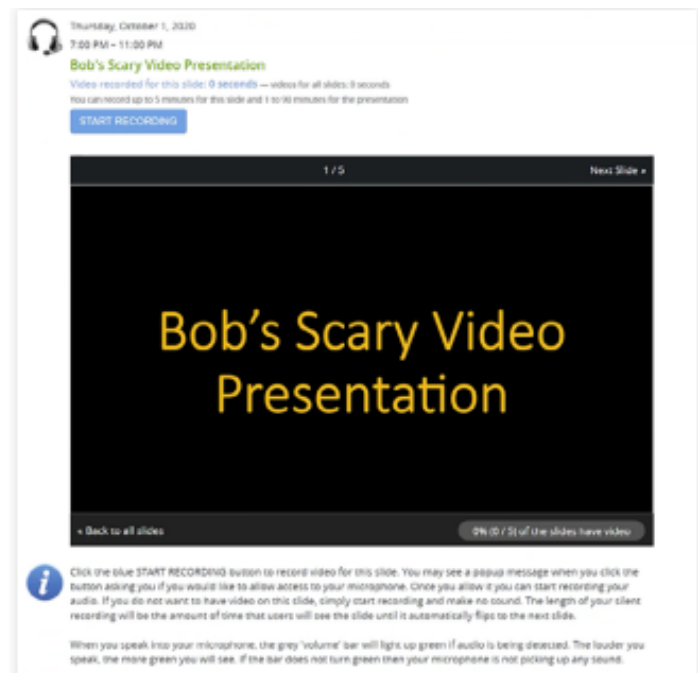 Thursday, October 1, 2020
7:00 PM – 11:00 PM
Bob's Scary Video Presentation
Video recorded for this slide: 0 seconds — videos for all slides: 0 seconds
You can record up to 5 minutes for this slide and 1 to 90 minutes for the presentation
START RECORDING
1 / 5 Next Slide »
Bob's Scary Video
Presentation
« Back to all slides 0% (0 / 5) of the slides have video
Click the blue START RECORDING button to record video for this slide. You may see a popup message when you click the
button asking you if you would like to allow access to your microphone. Once you allow it you can start recording your
audio. If you do not want to have video on this slide, simply start recording and make no sound. The length of your silent
recording will be the amount of time that users will see the slide until it automatically flips to the next slide.
When you speak into your microphone, the grey 'volume' bar will light up green if audio is being detected. The louder you
speak, the more green you will see. If the bar does not turn green then your microphone is not picking up any sound.